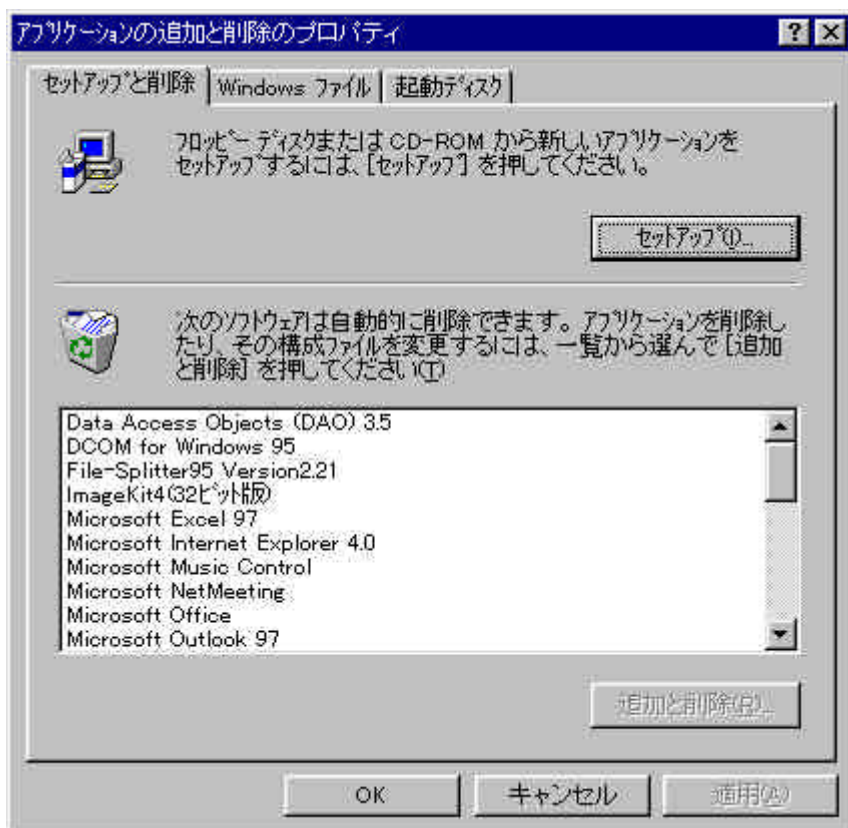 アプリケーションの追加と削除のプロパティ
セットアップと削除
Windows ファイル
起動ディスク
フロッピー ディスクまたは CD-ROM から新しいアプリケーションを
セットアップするには、[セットアップ] を押してください。
セットアップ(I)...
次のソフトウェアは自動的に削除できます。アプリケーションを削除し
たり、その構成ファイルを変更するには、一覧から選んで [追加
と削除] を押してください(T)
Data Access Objects (DAO) 3.5
DCOM for Windows 95
File-Splitter95 Version2.21
ImageKit4(32ビット版)
Microsoft Excel 97
Microsoft Internet Explorer 4.0
Microsoft Music Control
Microsoft NetMeeting
Microsoft Office
Microsoft Outlook 97
追加と削除(R)...
OK
キャンセル
適用(A)